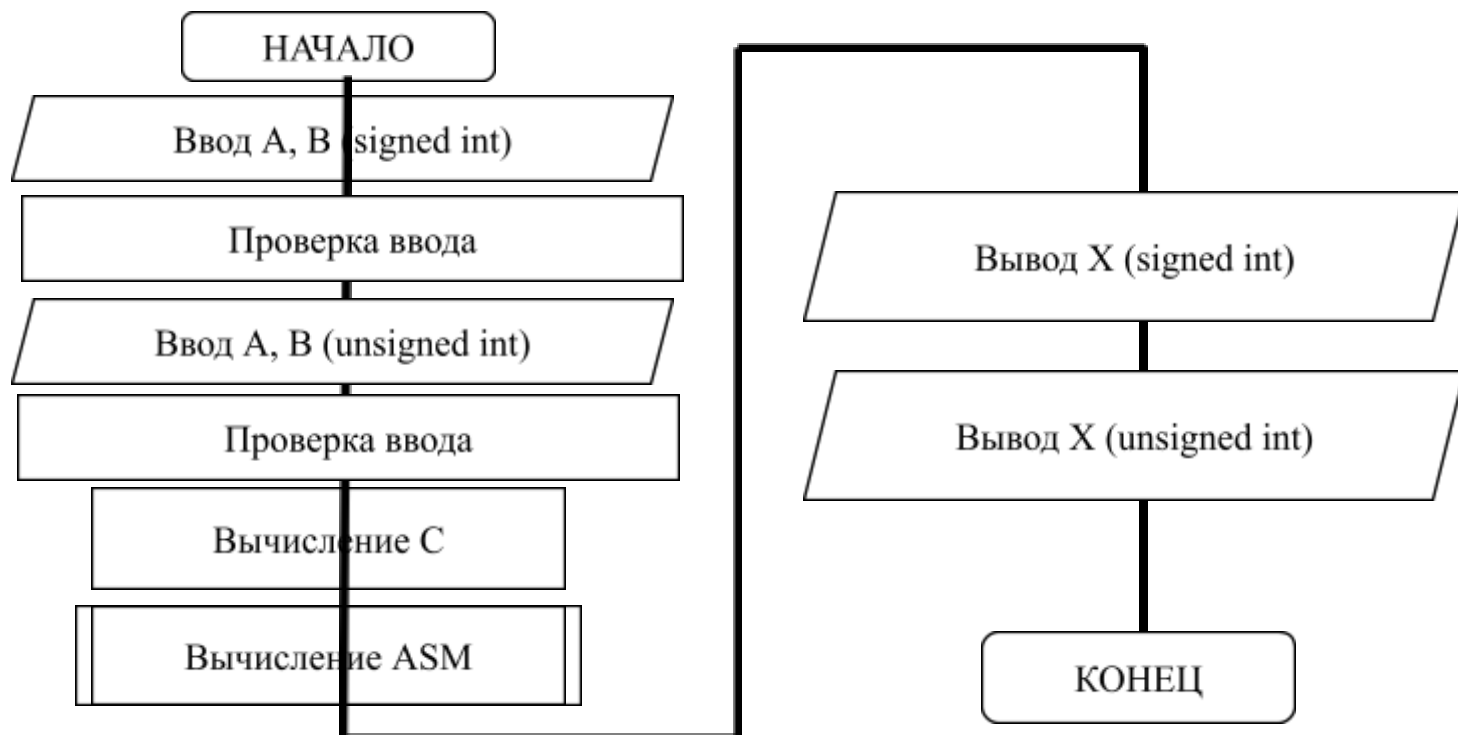 НАЧАЛО
Ввод A, B (signed int)
Проверка ввода
Ввод A, B (unsigned int)
Проверка ввода
Вычисление C
Вычисление ASM
Вывод X (signed int)
Вывод X (unsigned int)
КОНЕЦ